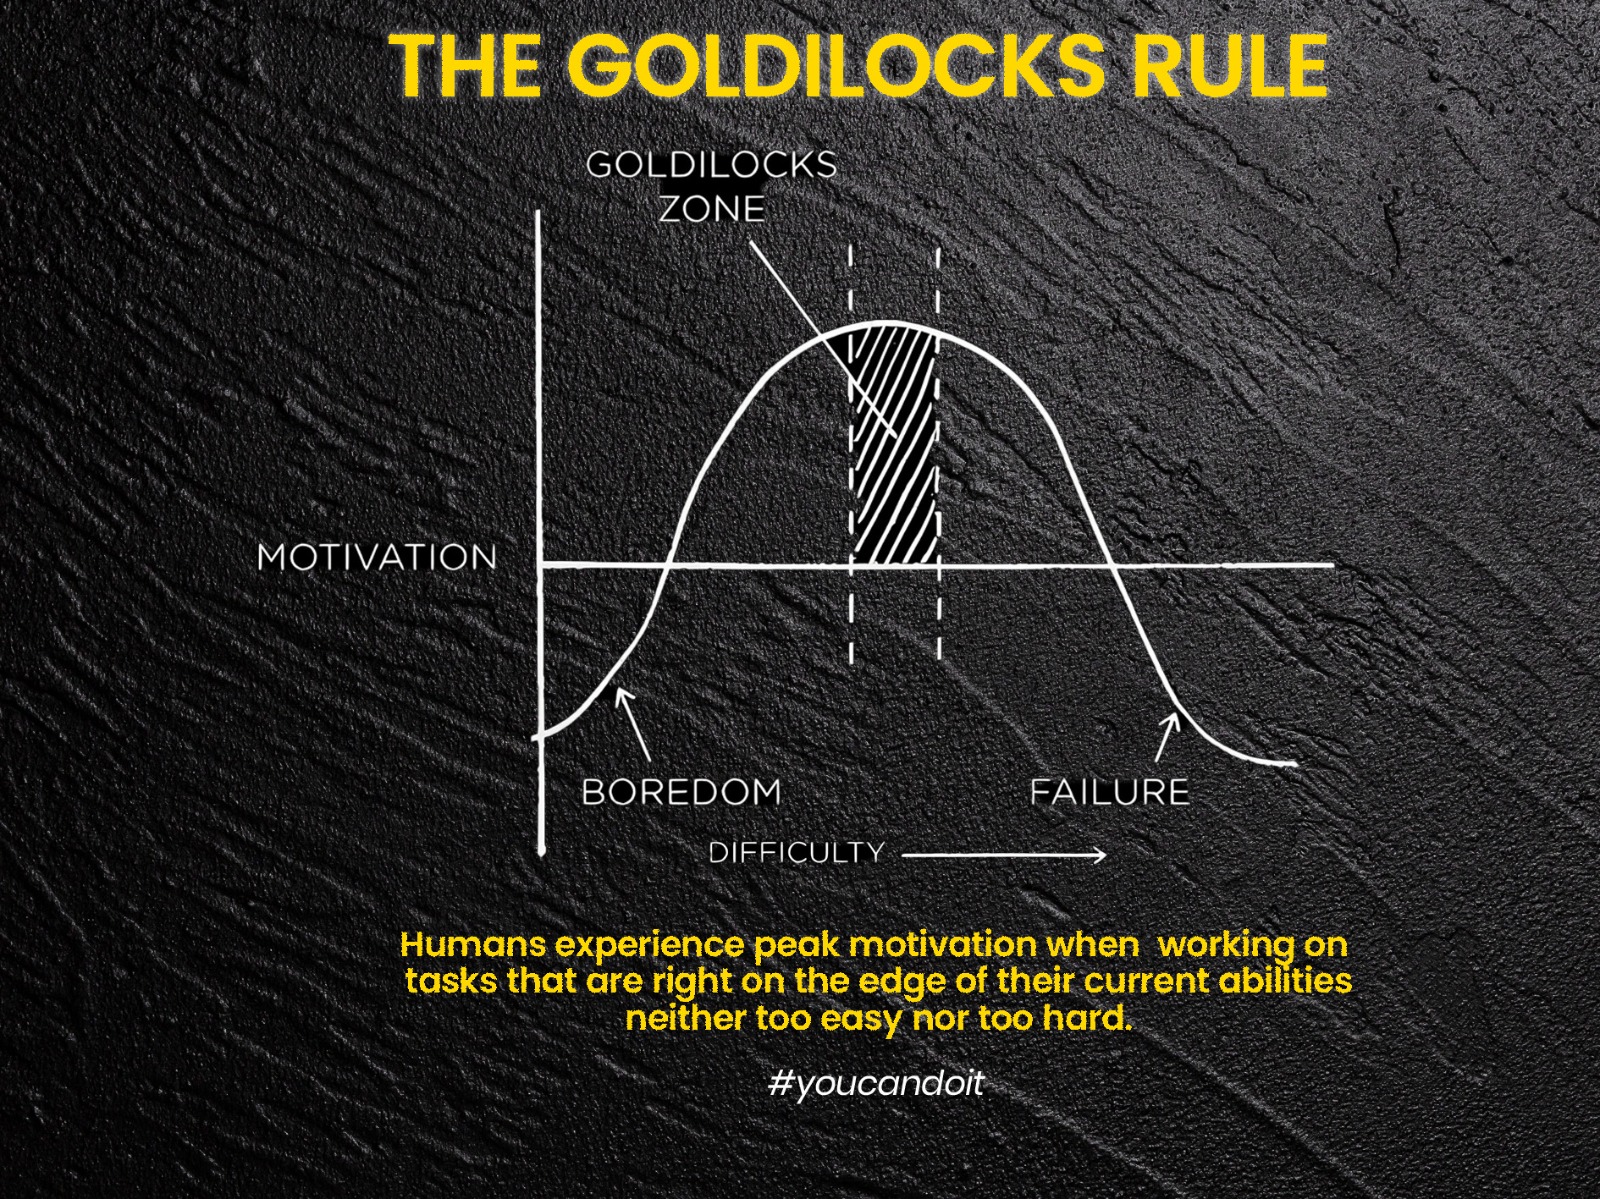 THE GOLDILOCKS RULE
GOLDILOCKS
ZONE
MOTIVATION
BOREDOM
FAILURE
DIFFICULTY
Humans experience peak motivation when  working on
tasks that are right on the edge of their current abilities
neither too easy nor too hard.
#youcandoit